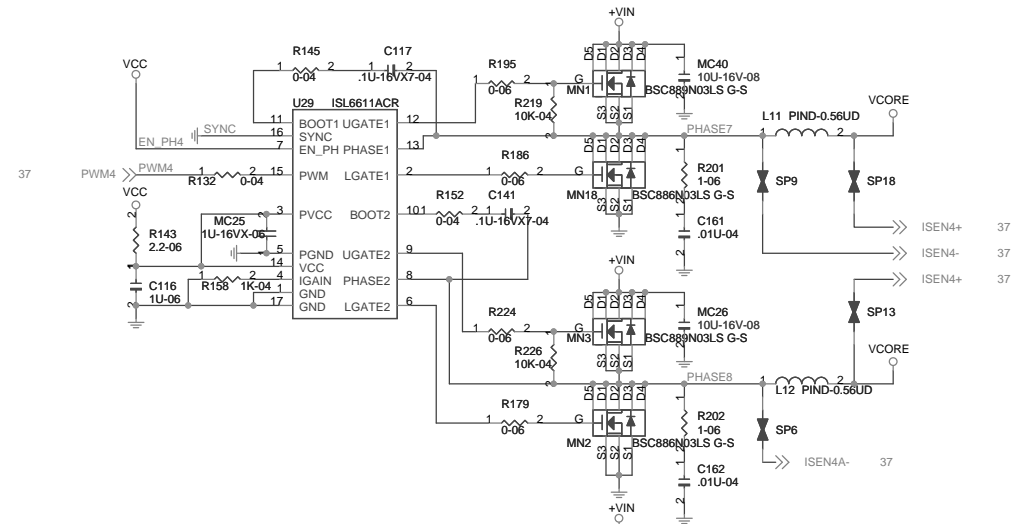 +VIN
VCC
R145
1 2
0-04
C117
1 2
.1U-16VX7-04
R195
1 2
0-06
D5 D1 D2 D3 D4
G
MN1
S3 S2 S1
BSC889N03LS G-S
1
MC40
10U-16V-08
2
R219
10K-04
U29 ISL6611ACR
11 BOOT1 UGATE1 12
SYNC 16 SYNC
EN_PH4 7 EN_PH PHASE1 13
PHASE7
L11 PIND-0.56UD
1 2
VCORE
37 PWM4 PWM4
R132 0-04
15 PWM LGATE1 2
R186
1 2
0-06
D5 D1 D2 D3 D4
G
MN18
S3 S2 S1
BSC886N03LS G-S
R201
1-06
SP9
SP18
VCC
2
R143
2.2-06
3 PVCC BOOT2 10
MC25
1U-16VX-06
R152
1 2
0-04
C141
1 2
.1U-16VX7-04
1
C161
.01U-04
2
ISEN4+ 37
5 PGND UGATE2 9
ISEN4- 37
14 VCC
R158 1K-04
4 IGAIN PHASE2 8
ISEN4+ 37
C116
1U-06
1 GND
17 GND LGATE2 6
+VIN
R224
1 2
0-06
D5 D1 D2 D3 D4
G
MN3
S3 S2 S1
BSC889N03LS G-S
1
MC26
10U-16V-08
2
SP13
R226
10K-04
VCORE
PHASE8
1 2
L12 PIND-0.56UD
R179
1 2
0-06
D5 D1 D2 D3 D4
G
MN2
S3 S2 S1
BSC886N03LS G-S
1
R202
1-06
SP6
ISEN4A- 37
C162
.01U-04
2
+VIN